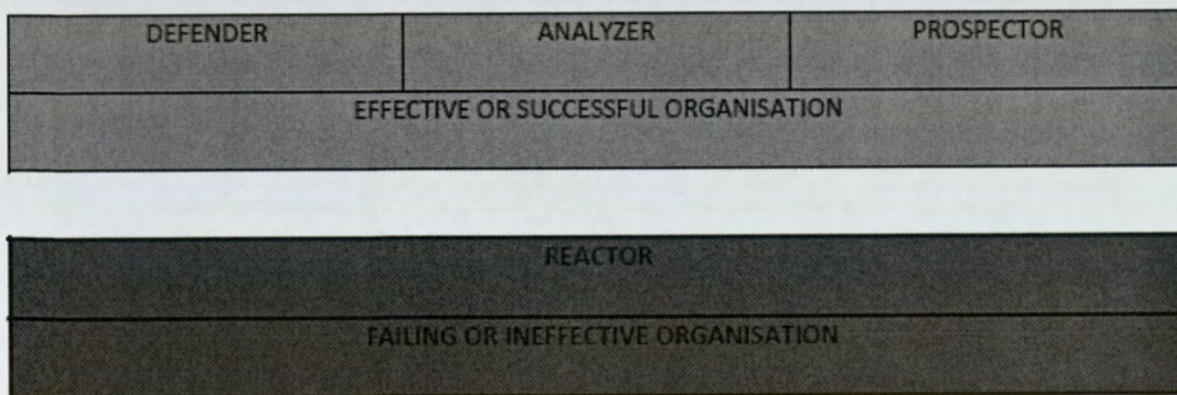 DEFENDER ANALYZER PROSPECTOR
EFFECTIVE OR SUCCESSFUL ORGANISATION
REACTOR
FAILING OR INEFFECTIVE ORGANISATION